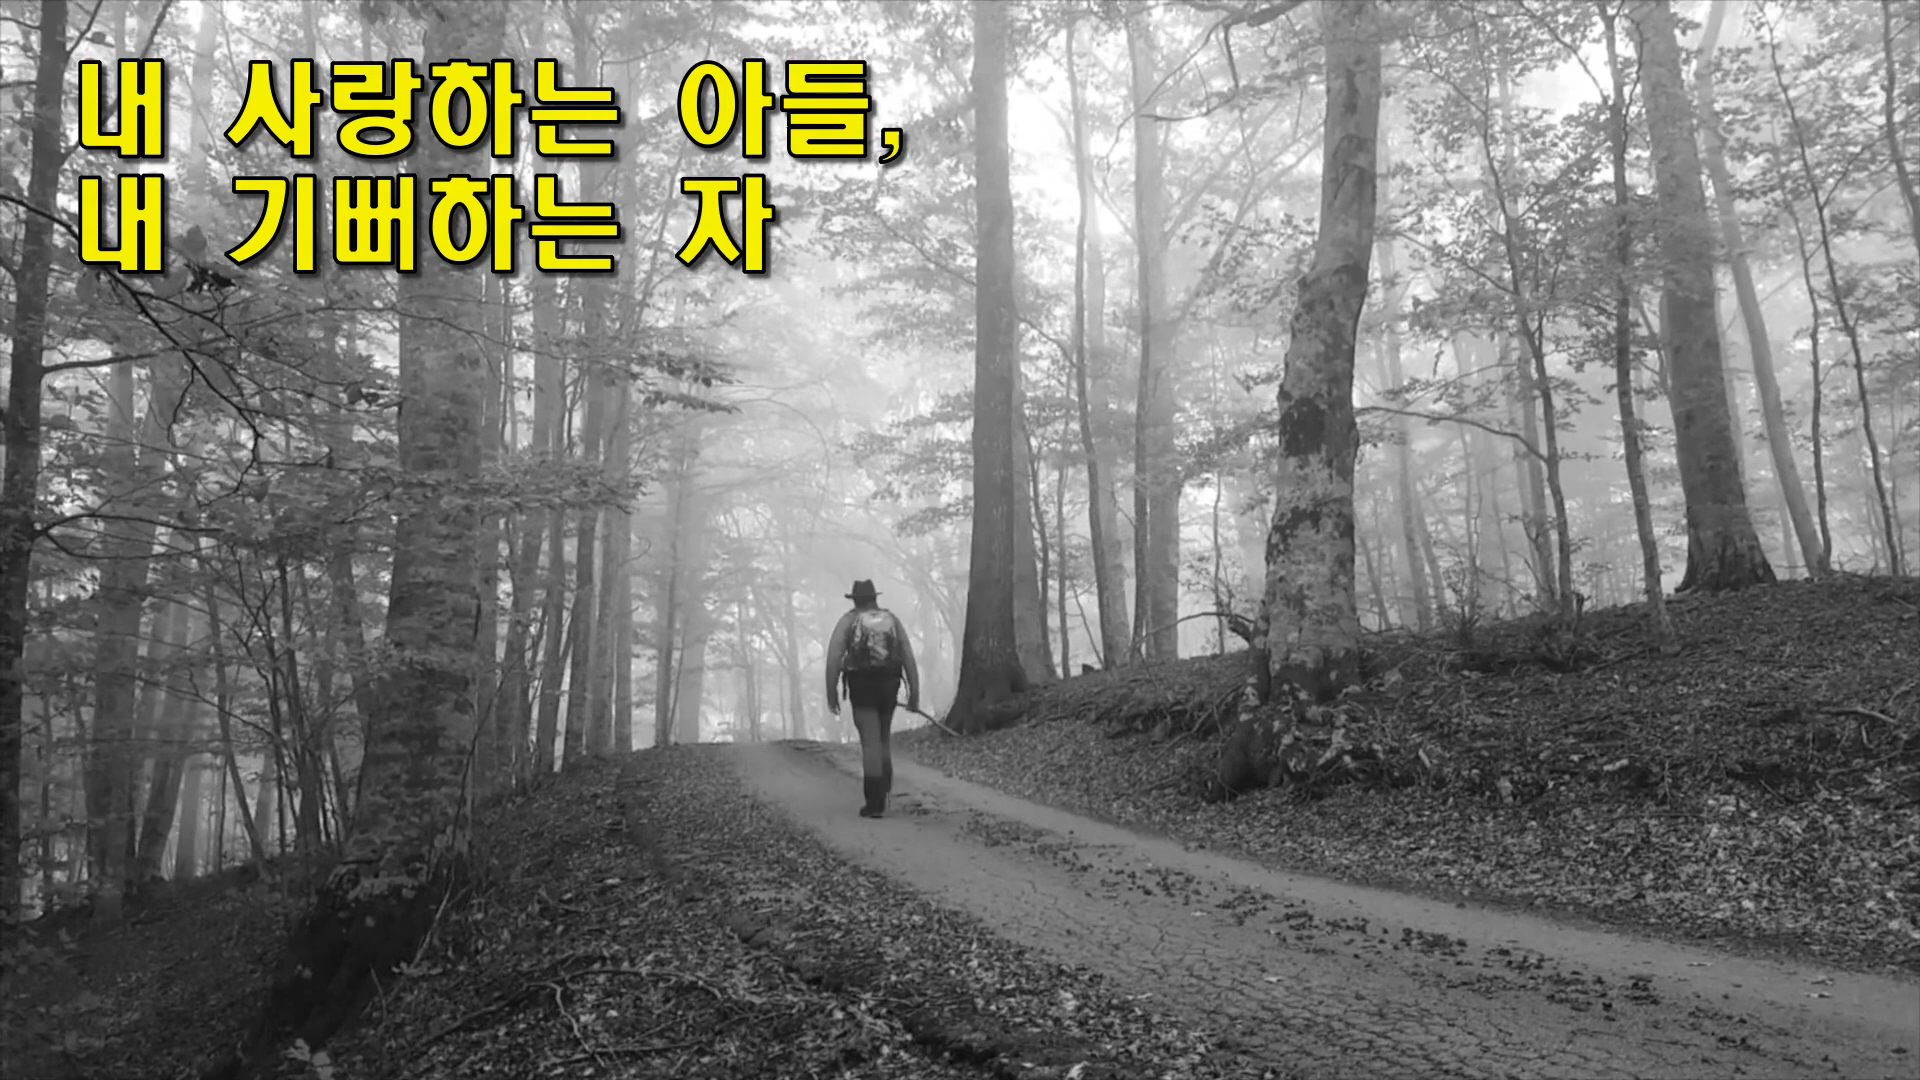 내 사랑하는 아들,
내 기뻐하는 자